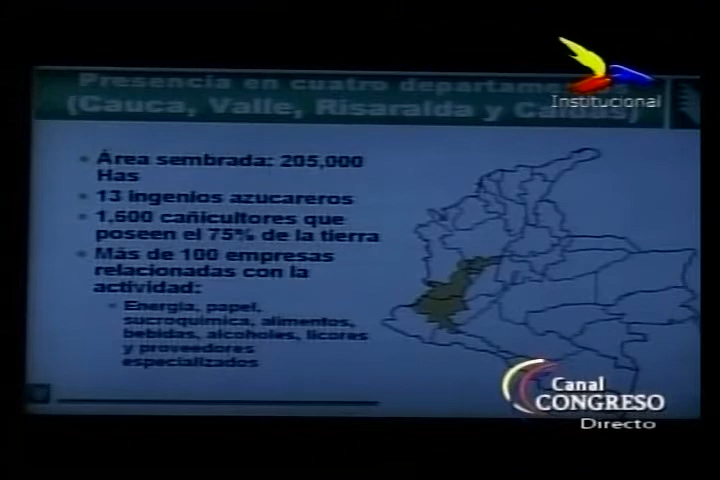 Presencia en cuatro departamentos
Institucional
(Cauca, Valle, Risaralda y Caldas)
• Área sembrada: 205,000
Has
• 13 ingenios azucareros
• 1,600 cañicultores que
poseen el 75% de la tierra
• Más de 100 empresas
relacionadas con la
actividad:
• Energía, papel,
sucroquímica, alimentos,
bebidas, alcoholes, licores
y proveedores
especializados
Canal
CONGRESO
Directo